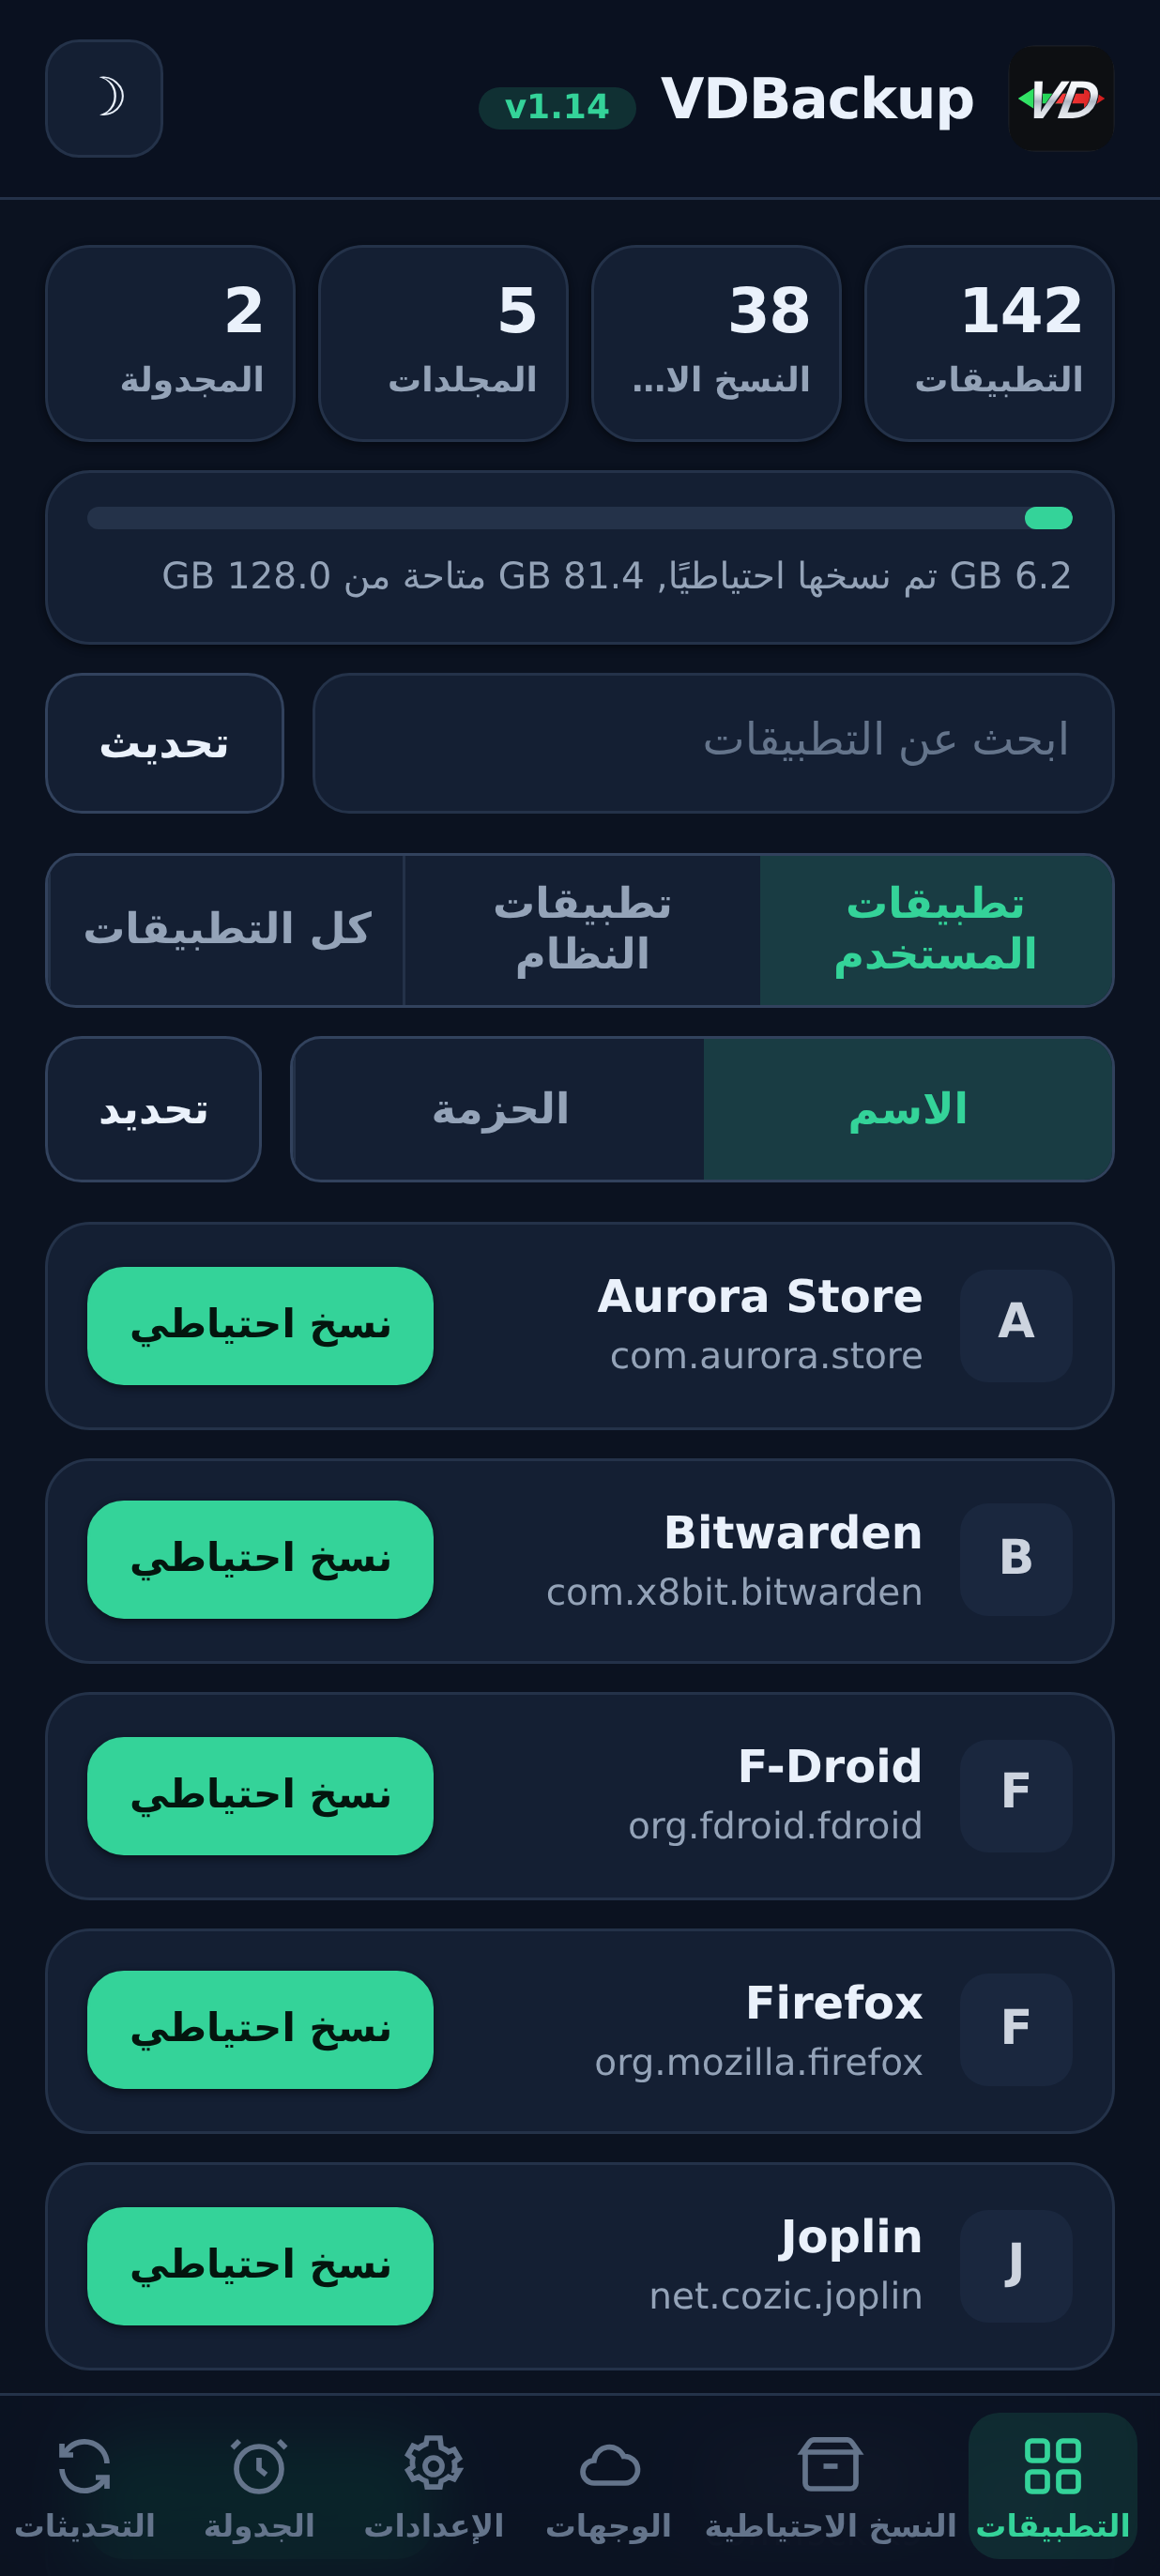 VD
VDBackup
v1.14
142
التطبيقات
38
النسخ الا...
5
المجلدات
2
المجدولة
6.2 GB تم نسخها احتياطيًا, 81.4 GB متاحة من 128.0 GB
ابحث عن التطبيقات
تحديث
تطبيقات
المستخدم
تطبيقات
النظام
كل التطبيقات
الاسم
الحزمة
تحديد
A
Aurora Store
com.aurora.store
نسخ احتياطي
B
Bitwarden
com.x8bit.bitwarden
نسخ احتياطي
F
F-Droid
org.fdroid.fdroid
نسخ احتياطي
F
Firefox
org.mozilla.firefox
نسخ احتياطي
J
Joplin
net.cozic.joplin
نسخ احتياطي
التطبيقات
النسخ الاحتياطية
الوجهات
الإعدادات
الجدولة
التحديثات